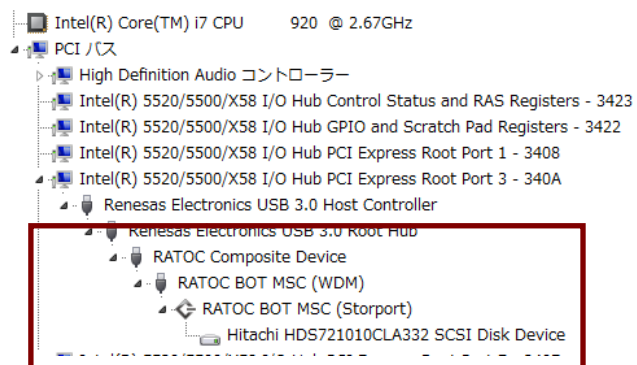 Intel(R) Core(TM) i7 CPU 920 @ 2.67GHz
PCI バス
High Definition Audio コントローラー
Intel(R) 5520/5500/X58 I/O Hub Control Status and RAS Registers - 3423
Intel(R) 5520/5500/X58 I/O Hub GPIO and Scratch Pad Registers - 3422
Intel(R) 5520/5500/X58 I/O Hub PCI Express Root Port 1 - 3408
Intel(R) 5520/5500/X58 I/O Hub PCI Express Root Port 3 - 340A
Renesas Electronics USB 3.0 Host Controller
Renesas Electronics USB 3.0 Root Hub
RATOC Composite Device
RATOC BOT MSC (WDM)
RATOC BOT MSC (Storport)
Hitachi HDS721010CLA332 SCSI Disk Device